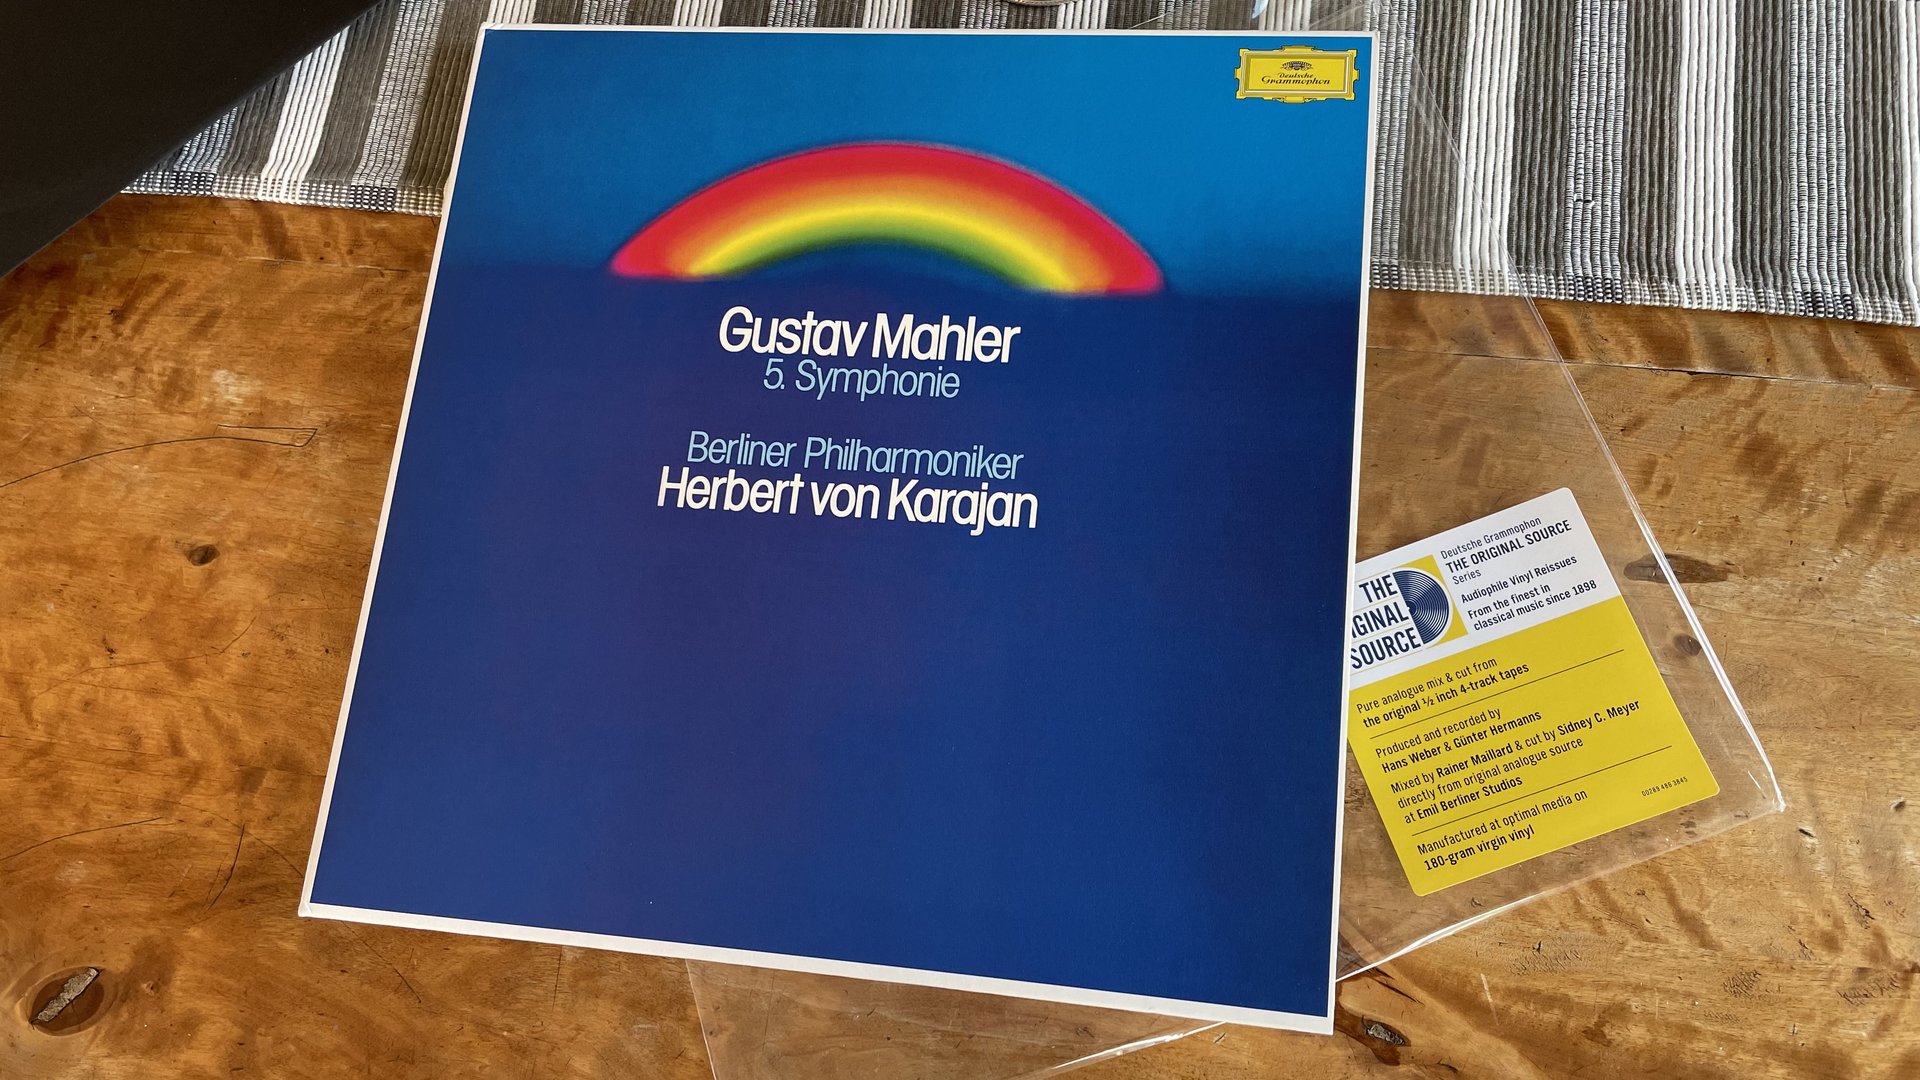 Deutsche
Grammophon
Gustav Mahler
5. Symphonie
Berliner Philharmoniker
Herbert von Karajan
THE
IGINAL
SOURCE
Deutsche Grammophon
THE ORIGINAL SOURCE
Series
Audiophile Vinyl Reissues
From the finest in
classical music since 1898
Pure analogue mix & cut from
the original ½ inch 4-track tapes
Produced and recorded by
Hans Weber & Günter Hermanns
Mixed by Rainer Maillard & cut by Sidney C. Meyer
directly from original analogue source
at Emil Berliner Studios
Manufactured at optimal media on
180-gram virgin vinyl
00289 486 3845